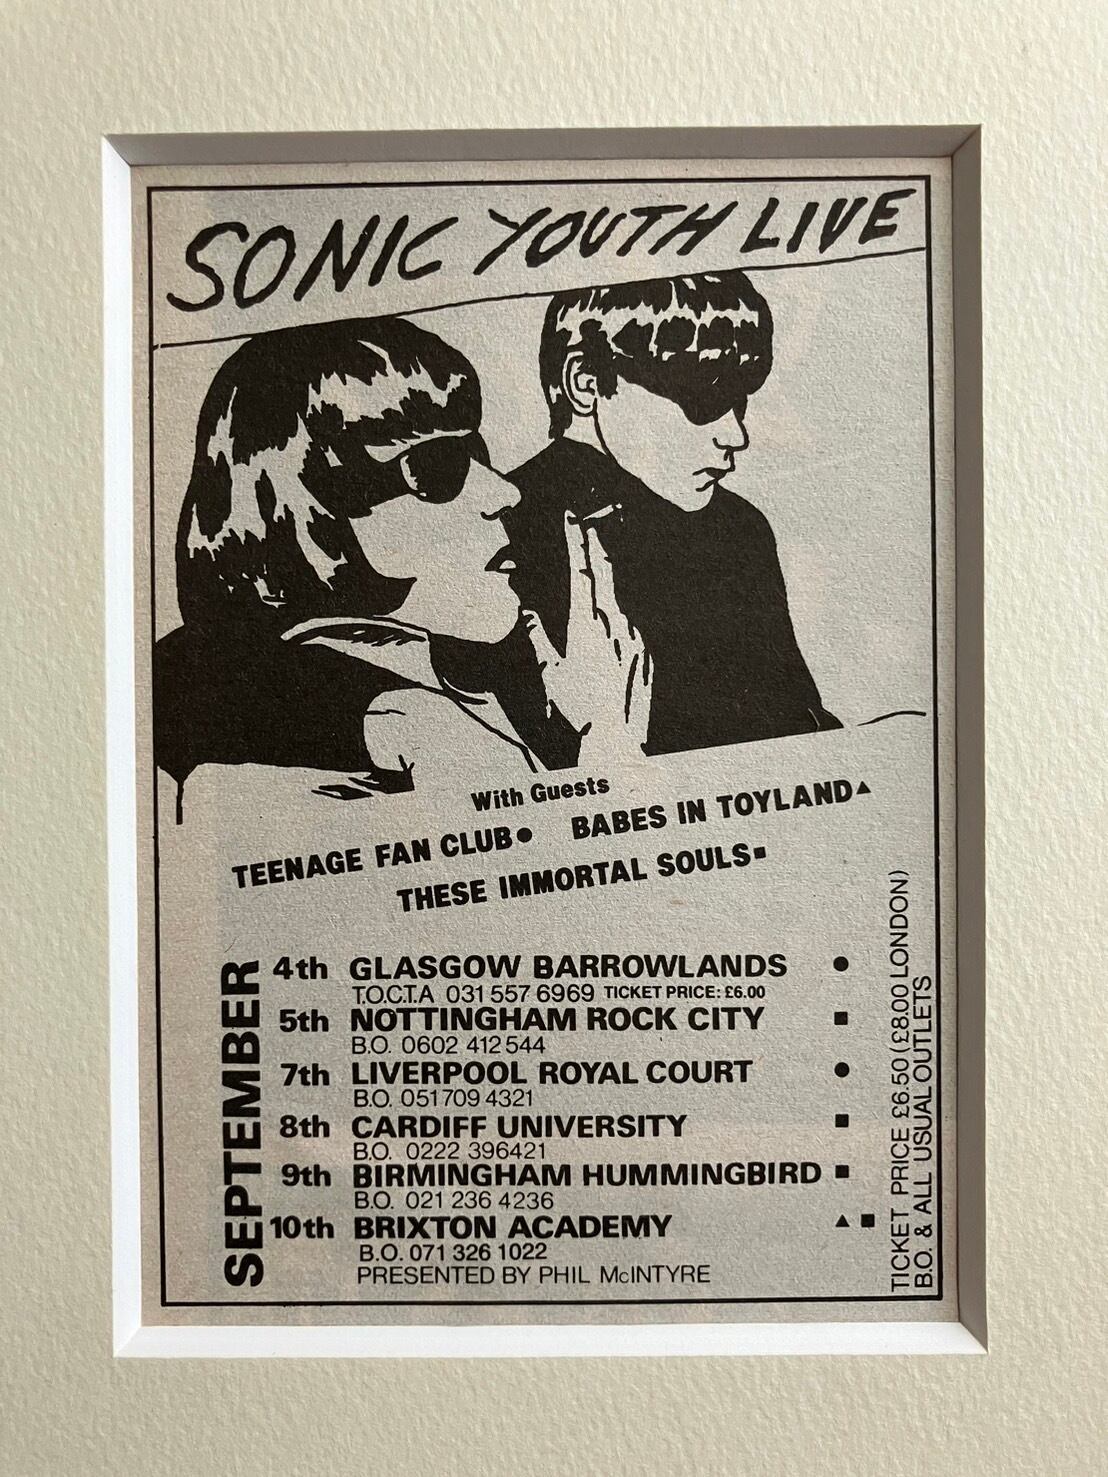 SONIC YOUTH LIVE
With Guests
TEENAGE FAN CLUB● BABES IN TOYLAND▲
THESE IMMORTAL SOULS■
SEPTEMBER
4th GLASGOW BARROWLANDS ●
T.O.C.T.A 031 557 6969 TICKET PRICE: £6.00
5th NOTTINGHAM ROCK CITY ■
B.O. 0602 412 544
7th LIVERPOOL ROYAL COURT ●
B.O. 051 709 4321
8th CARDIFF UNIVERSITY ■
B.O. 0222 396421
9th BIRMINGHAM HUMMINGBIRD ■
B.O. 021 236 4236
10th BRIXTON ACADEMY ▲■
B.O. 071 326 1022
PRESENTED BY PHIL McINTYRE
TICKET PRICE £6.50 (£8.00 LONDON)
B.O. & ALL USUAL OUTLETS